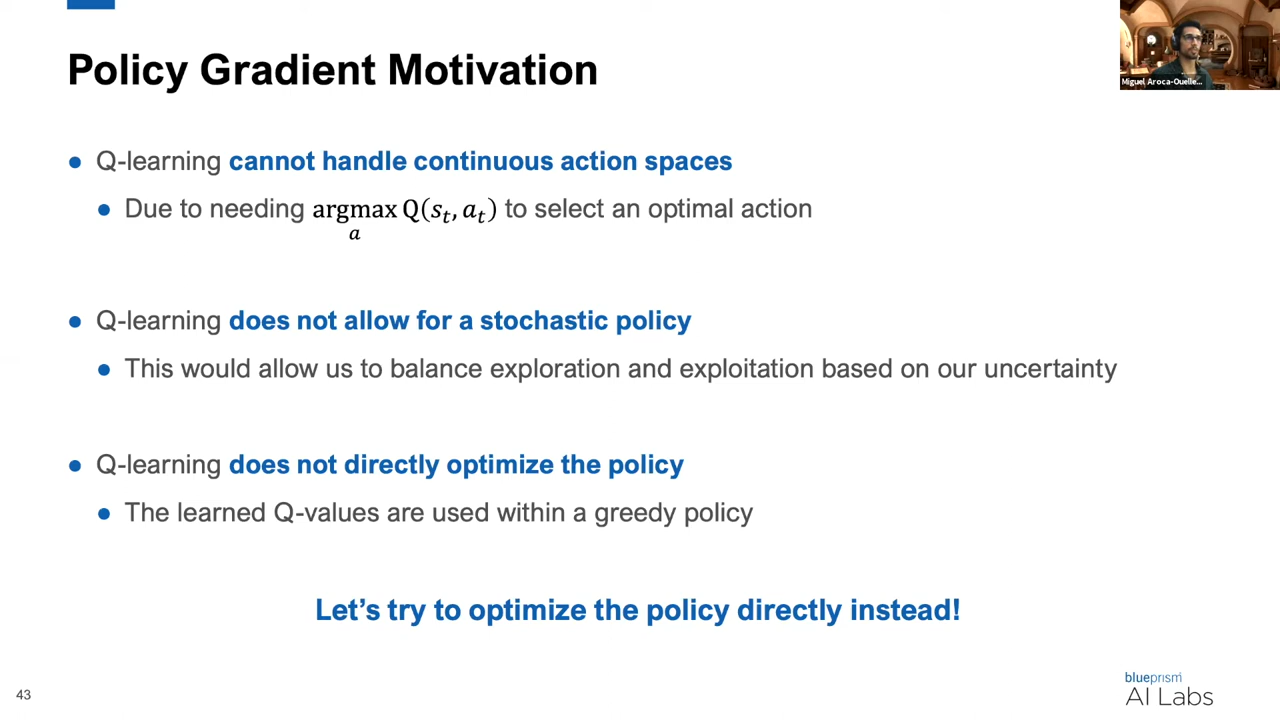 Policy Gradient Motivation
Miguel Aroca-Ouelle...
● Q-learning cannot handle continuous action spaces
● Due to needing argmax Q(sₜ, aₜ) to select an optimal action
a
● Q-learning does not allow for a stochastic policy
● This would allow us to balance exploration and exploitation based on our uncertainty
● Q-learning does not directly optimize the policy
● The learned Q-values are used within a greedy policy
Let’s try to optimize the policy directly instead!
43
blueprism
AI Labs